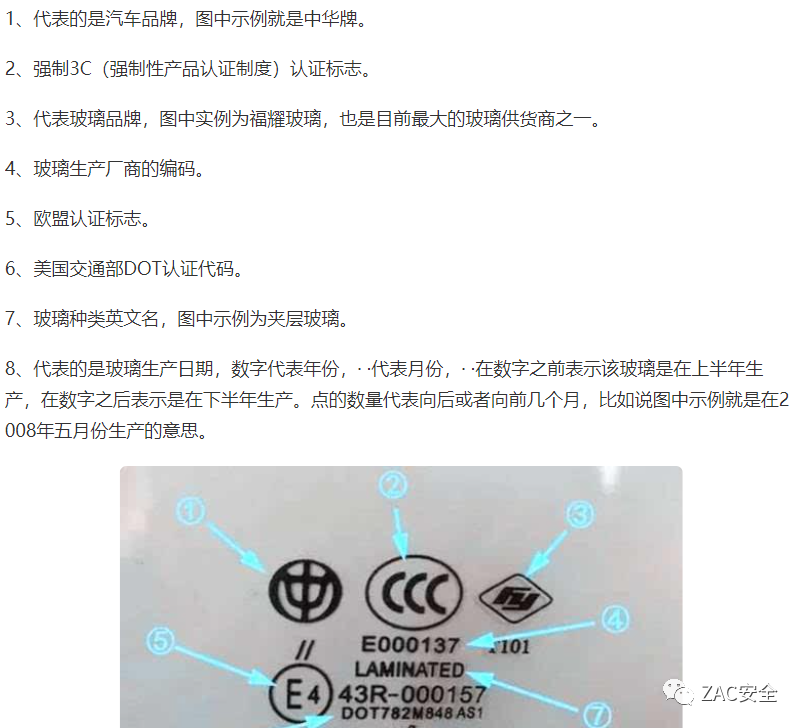 1、代表的是汽车品牌，图中示例就是中华牌。
2、强制3C（强制性产品认证制度）认证标志。
3、代表玻璃品牌，图中实例为福耀玻璃，也是目前最大的玻璃供货商之一。
4、玻璃生产厂商的编码。
5、欧盟认证标志。
6、美国交通部DOT认证代码。
7、玻璃种类英文名，图中示例为夹层玻璃。
8、代表的是玻璃生产日期，数字代表年份，· ·代表月份，· ·在数字之前表示该玻璃是在上半年生
产，在数字之后表示是在下半年生产。点的数量代表向后或者向前几个月，比如说图中示例就是在2
008年五月份生产的意思。
① ② ③
CCC fy
④
E000137
⑤ //
LAMINATED
E4 43R-000157
DOT782M848 AS1
⑦
ZAC安全